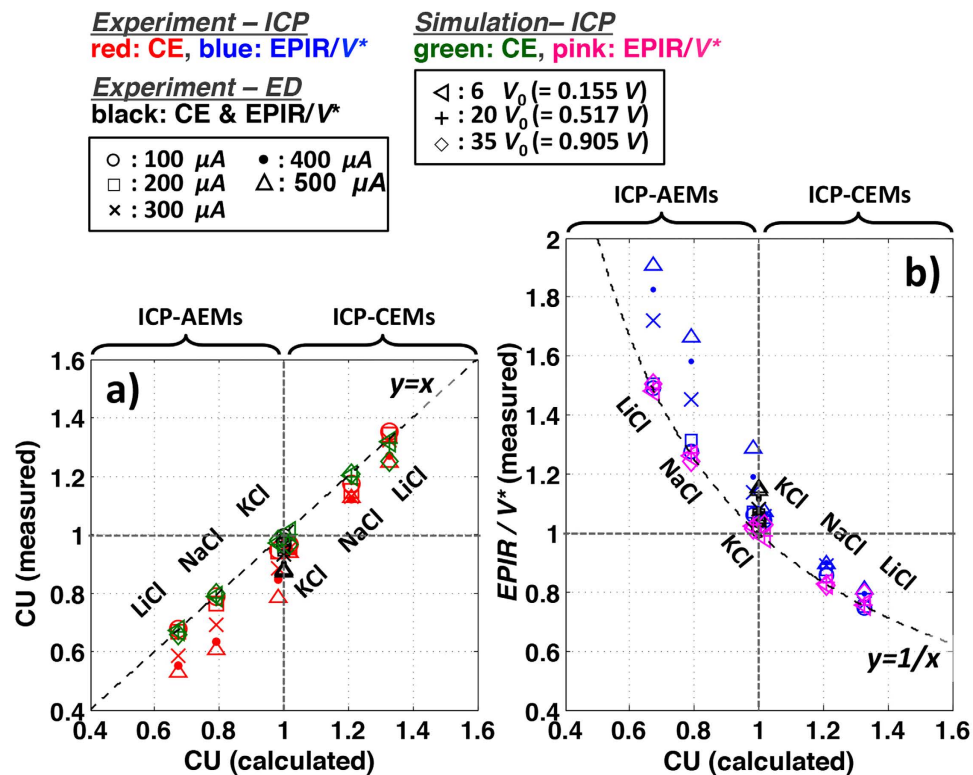 Experiment – ICP
red: CE, blue: EPIR/V*
Experiment – ED
black: CE & EPIR/V*
○ : 100 μA
● : 400 μA
□ : 200 μA
△ : 500 μA
× : 300 μA
Simulation– ICP
green: CE, pink: EPIR/V*
◁ : 6 V₀ (= 0.155 V)
+ : 20 V₀ (= 0.517 V)
◇ : 35 V₀ (= 0.905 V)
ICP-AEMs
ICP-CEMs
a)
y=x
LiCl
NaCl
KCl
KCl
NaCl
LiCl
1.6
1.4
1.2
1
0.8
0.6
0.4
0.4 0.6 0.8 1 1.2 1.4 1.6
CU (measured)
CU (calculated)
ICP-AEMs
ICP-CEMs
b)
LiCl
NaCl
KCl
KCl
NaCl
LiCl
y=1/x
2
1.8
1.6
1.4
1.2
1
0.8
0.6
0.4
0.4 0.6 0.8 1 1.2 1.4 1.6
EPIR / V* (measured)
CU (calculated)